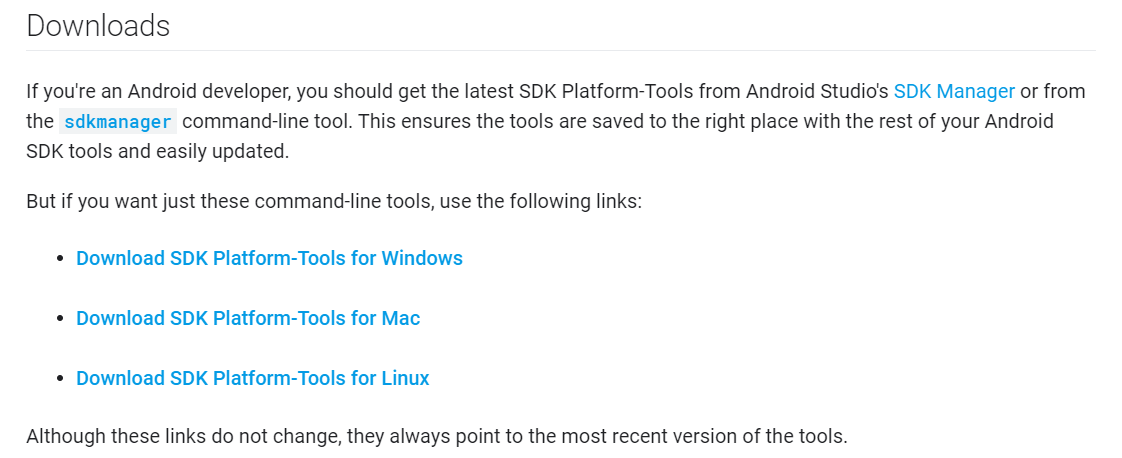 Downloads
If you're an Android developer, you should get the latest SDK Platform-Tools from Android Studio's SDK Manager or from
the sdkmanager command-line tool. This ensures the tools are saved to the right place with the rest of your Android
SDK tools and easily updated.
But if you want just these command-line tools, use the following links:
• Download SDK Platform-Tools for Windows
• Download SDK Platform-Tools for Mac
• Download SDK Platform-Tools for Linux
Although these links do not change, they always point to the most recent version of the tools.